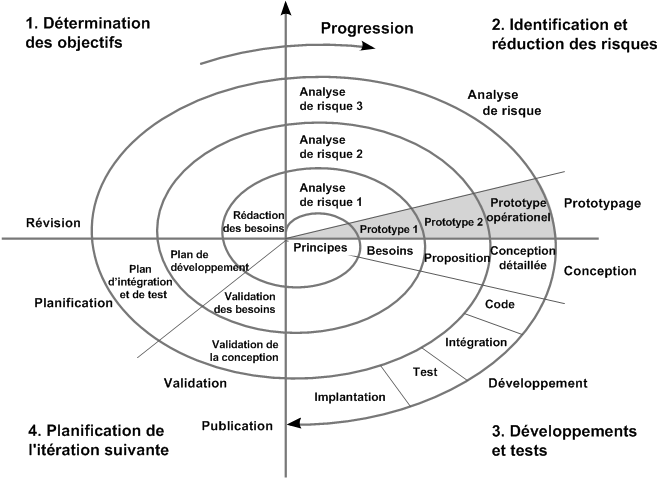 1. Détermination
des objectifs
Progression
2. Identification et
réduction des risques
Analyse
de risque 3
Analyse
de risque
Analyse
de risque 2
Analyse
de risque 1
Rédaction
des besoins
Prototype 1
Prototype 2
Prototype
opérationel
Prototypage
Révision
Principes
Besoins
Proposition
Conception
détaillée
Conception
Plan de
développement
Plan
d'intégration
et de test
Planification
Validation
des besoins
Code
Intégration
Validation de
la conception
Test
Validation
Développement
Implantation
Publication
4. Planification de
l'itération suivante
3. Développements
et tests